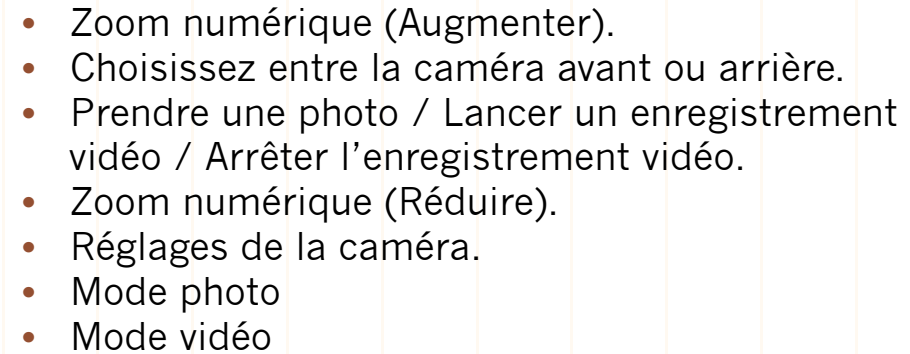 • Zoom numérique (Augmenter).
• Choisissez entre la caméra avant ou arrière.
• Prendre une photo / Lancer un enregistrement
vidéo / Arrêter l’enregistrement vidéo.
• Zoom numérique (Réduire).
• Réglages de la caméra.
• Mode photo
• Mode vidéo